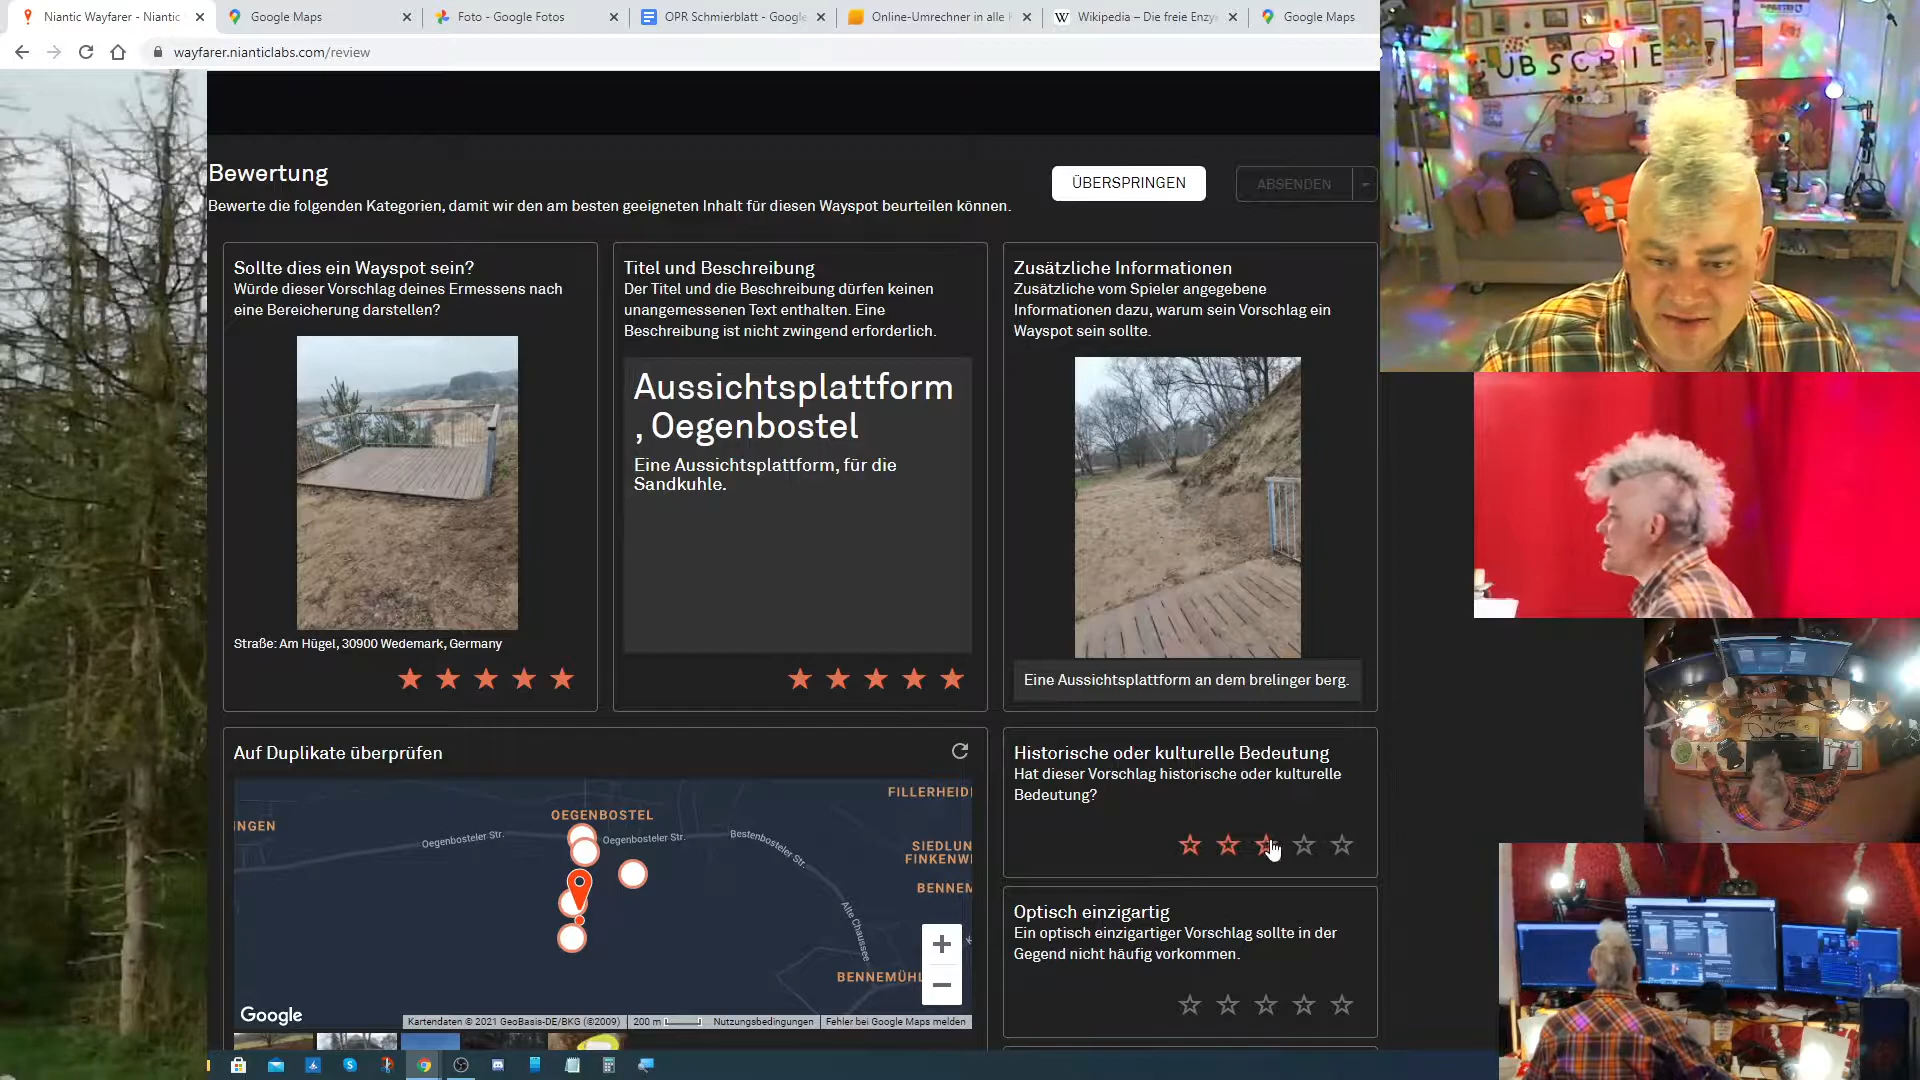 Niantic Wayfarer - Niantic
Google Maps
Foto - Google Fotos
OPR Schmierblatt - Google
Online-Umrechner in alle
Wikipedia – Die freie Enzy
Google Maps
wayfarer.nianticlabs.com/review
UBSCRIBE
Bewertung
Bewerte die folgenden Kategorien, damit wir den am besten geeigneten Inhalt für diesen Wayspot beurteilen können.
ÜBERSPRINGEN
ABSENDEN
Sollte dies ein Wayspot sein?
Würde dieser Vorschlag deines Ermessens nach
eine Bereicherung darstellen?
Straße: Am Hügel, 30900 Wedemark, Germany
Titel und Beschreibung
Der Titel und die Beschreibung dürfen keinen
unangemessenen Text enthalten. Eine
Beschreibung ist nicht zwingend erforderlich.
Aussichtsplattform
, Oegenbostel
Eine Aussichtsplattform, für die
Sandkuhle.
Zusätzliche Informationen
Zusätzliche vom Spieler angegebene
Informationen dazu, warum sein Vorschlag ein
Wayspot sein sollte.
Eine Aussichtsplattform an dem brelinger berg.
Auf Duplikate überprüfen
INGEN
OEGENBOSTEL
Oegenbosteler Str.
Oegenbosteler Str.
Bestenbosteler Str.
Alte Chaussee
FILLERHEID
SIEDLUN
FINKENW
BENNEM
BENNEMÜHL
Google
Kartendaten © 2021 GeoBasis-DE/BKG (©2009)
200 m
Nutzungsbedingungen
Fehler bei Google Maps melden
Historische oder kulturelle Bedeutung
Hat dieser Vorschlag historische oder kulturelle
Bedeutung?
Optisch einzigartig
Ein optisch einzigartiger Vorschlag sollte in der
Gegend nicht häufig vorkommen.